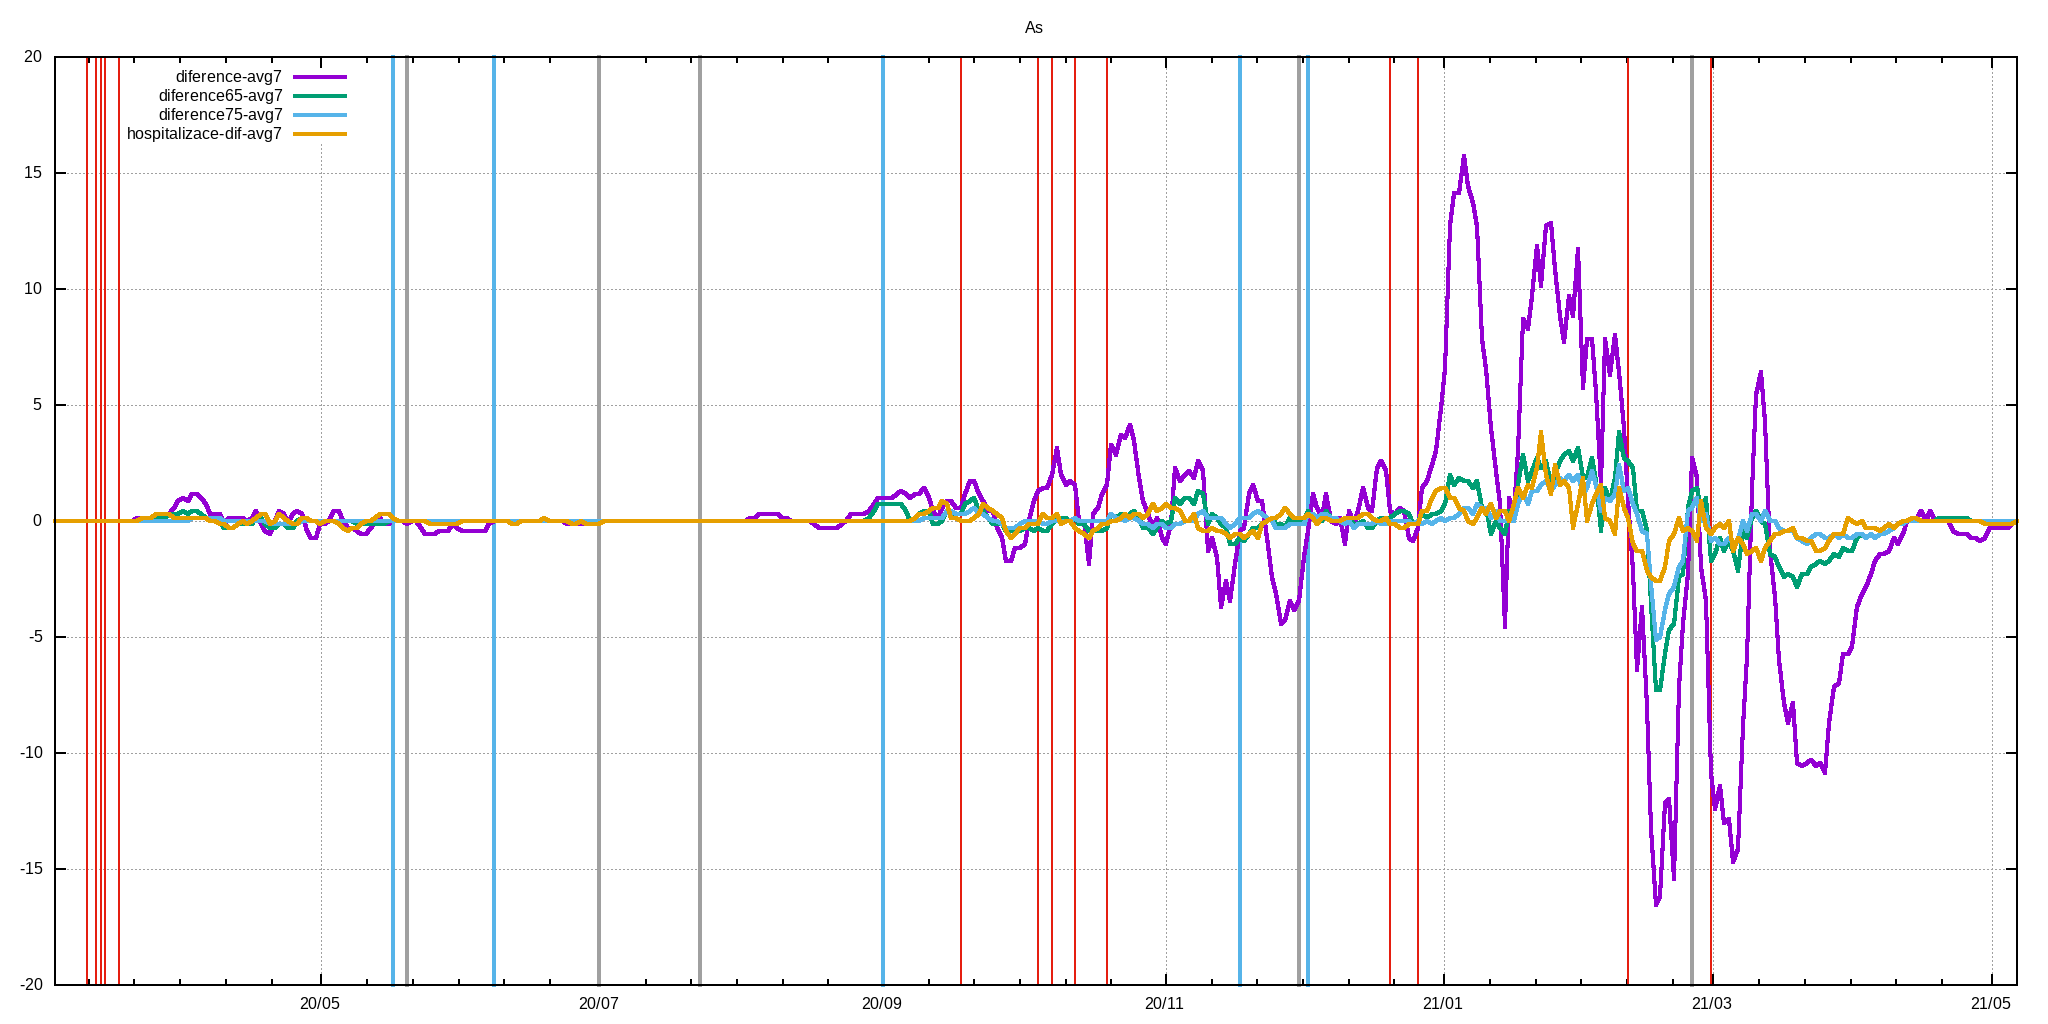 As
20
15
10
5
0
-5
-10
-15
-20
diference-avg7
diference65-avg7
diference75-avg7
hospitalizace-dif-avg7
20/05 20/07 20/09 20/11 21/01 21/03 21/05